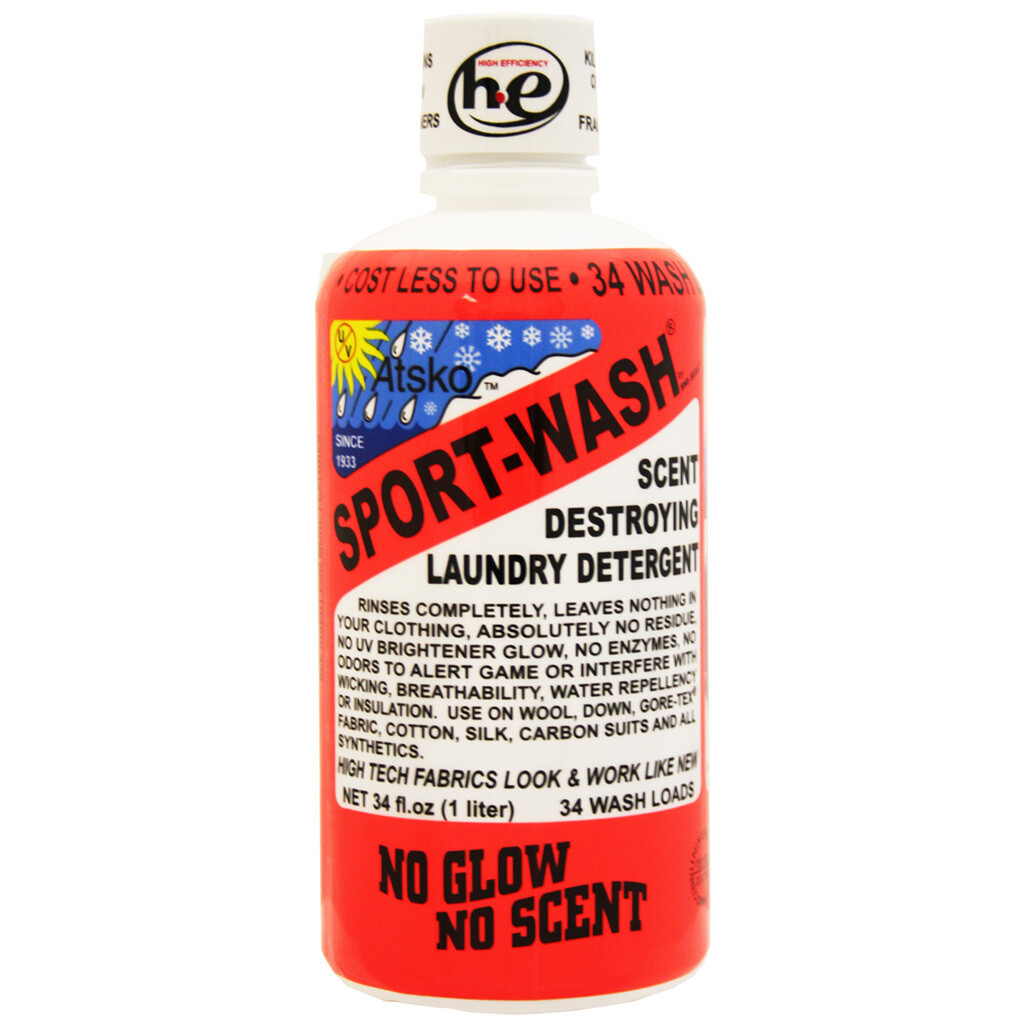 HIGH EFFICIENCY
h.e
NS
ERS
• COST LESS TO USE • 34 WASH
U
V
Atsko™
SINCE
1933
SPORT-WASH®
SCENT
DESTROYING
LAUNDRY DETERGENT
RINSES COMPLETELY, LEAVES NOTHING IN
YOUR CLOTHING, ABSOLUTELY NO RESIDUE,
NO UV BRIGHTENER GLOW, NO ENZYMES, NO
ODORS TO ALERT GAME OR INTERFERE WITH
WICKING, BREATHABILITY, WATER REPELLENCY
OR INSULATION. USE ON WOOL, DOWN, GORE-TEX®
FABRIC, COTTON, SILK, CARBON SUITS AND ALL
SYNTHETICS.
HIGH TECH FABRICS LOOK & WORK LIKE NEW
NET 34 fl.oz (1 liter) 34 WASH LOADS
NO GLOW
NO SCENT